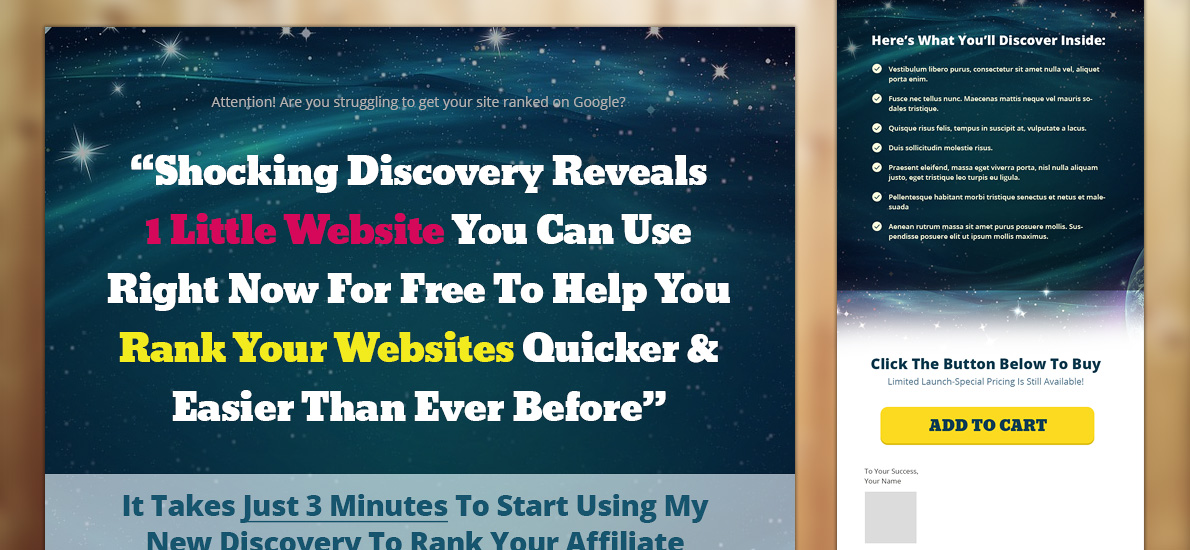 Attention! Are you struggling to get your site ranked on Google?
“Shocking Discovery Reveals
1 Little Website You Can Use
Right Now For Free To Help You
Rank Your Websites Quicker &
Easier Than Ever Before”
It Takes Just 3 Minutes To Start Using My
New Discovery To Rank Your Affiliate
Here’s What You’ll Discover Inside:
Vestibulum libero purus, consectetur sit amet nulla vel, aliquet
porta enim.
Fusce nec tellus nunc. Maecenas mattis neque vel mauris so-
dales tristique.
Quisque risus felis, tempus in suscipit at, vulputate a lacus.
Duis sollicitudin molestie risus.
Praesent eleifend, massa eget viverra porta, nisl nulla aliquam
justo, eget tristique leo turpis eu ligula.
Pellentesque habitant morbi tristique senectus et netus et male-
suada
Aenean rutrum massa sit amet purus posuere mollis. Sus-
pendisse posuere elit ut ipsum mollis maximus.
Click The Button Below To Buy
Limited Launch-Special Pricing Is Still Available!
ADD TO CART
To Your Success,
Your Name